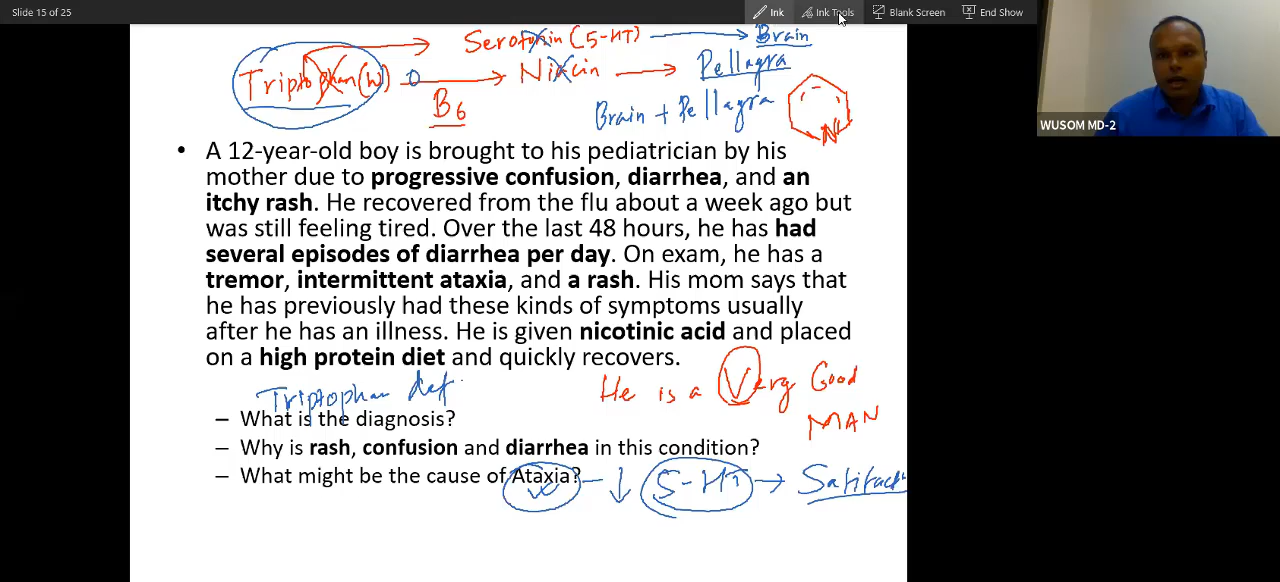 Slide 15 of 25
Ink Ink Tools Blank Screen End Show
Serotonin (5-HT) Brain
Triptophan (W) Niacin Pellagra
B6 Brain + Pellagra
N
WUSOM MD-2
• A 12-year-old boy is brought to his pediatrician by his
mother due to progressive confusion, diarrhea, and an
itchy rash. He recovered from the flu about a week ago but
was still feeling tired. Over the last 48 hours, he has had
several episodes of diarrhea per day. On exam, he has a
tremor, intermittent ataxia, and a rash. His mom says that
he has previously had these kinds of symptoms usually
after he has an illness. He is given nicotinic acid and placed
on a high protein diet and quickly recovers.
Triptophan def. He is a Very Good
MAN
– What is the diagnosis?
– Why is rash, confusion and diarrhea in this condition?
– What might be the cause of Ataxia? ↓ 5-HT →